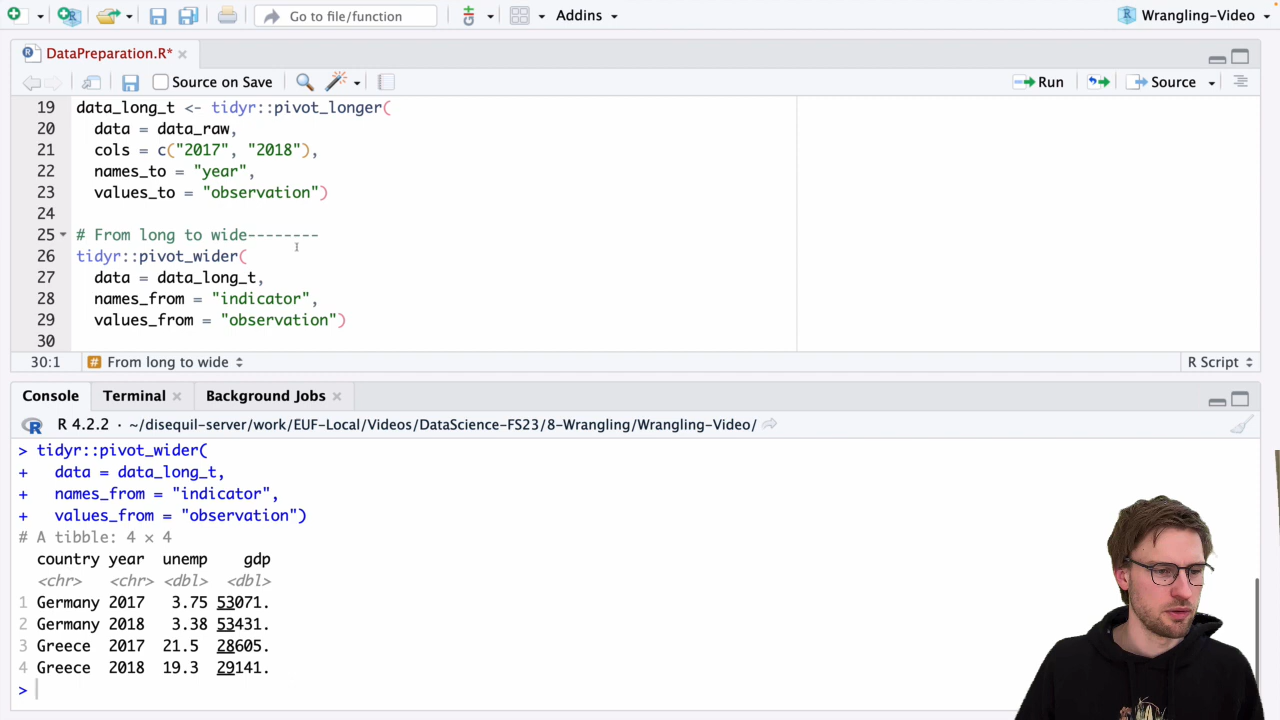 Go to file/function
Addins
Wrangling-Video
DataPreparation.R*
Source on Save
Run
Source
19 data_long_t <- tidyr::pivot_longer(
20 data = data_raw,
21 cols = c("2017", "2018"),
22 names_to = "year",
23 values_to = "observation")
24
25 # From long to wide--------
26 tidyr::pivot_wider(
27 data = data_long_t,
28 names_from = "indicator",
29 values_from = "observation")
30
30:1 # From long to wide
R Script
Console Terminal Background Jobs
R 4.2.2 · ~/disequil-server/work/EUF-Local/Videos/DataScience-FS23/8-Wrangling/Wrangling-Video/
> tidyr::pivot_wider(
+ data = data_long_t,
+ names_from = "indicator",
+ values_from = "observation")
# A tibble: 4 × 4
country year unemp gdp
<chr> <chr> <dbl> <dbl>
1 Germany 2017 3.75 53071.
2 Germany 2018 3.38 53431.
3 Greece 2017 21.5 28605.
4 Greece 2018 19.3 29141.
>